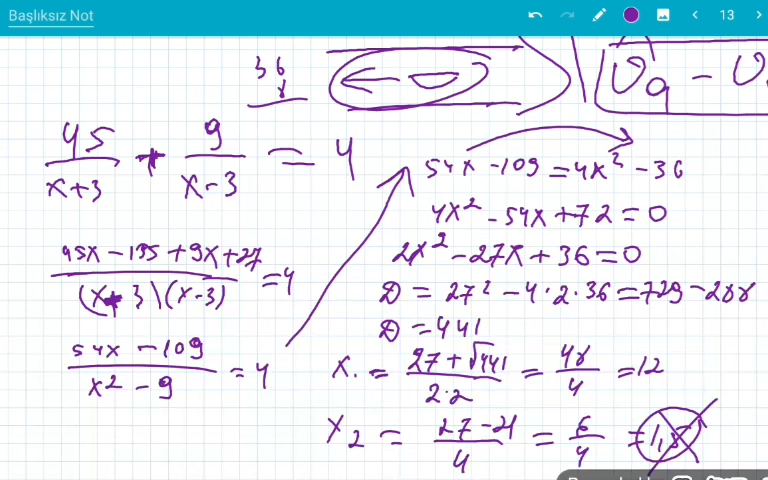 Başlıksız Not
13
36
45/(x+3) + 9/(x-3) = 4
(45x - 135 + 9x + 27)/((x+3)(x-3)) = 4
(54x - 109)/(x² - 9) = 4
54x - 109 = 4x² - 36
4x² - 54x + 72 = 0
2x² - 27x + 36 = 0
D = 27² - 4·2·36 = 729 - 288
D = 441
x₁ = (27 + √441)/(2·2) = 48/4 = 12
x₂ = (27 - 21)/4 = 6/4 = 1,5